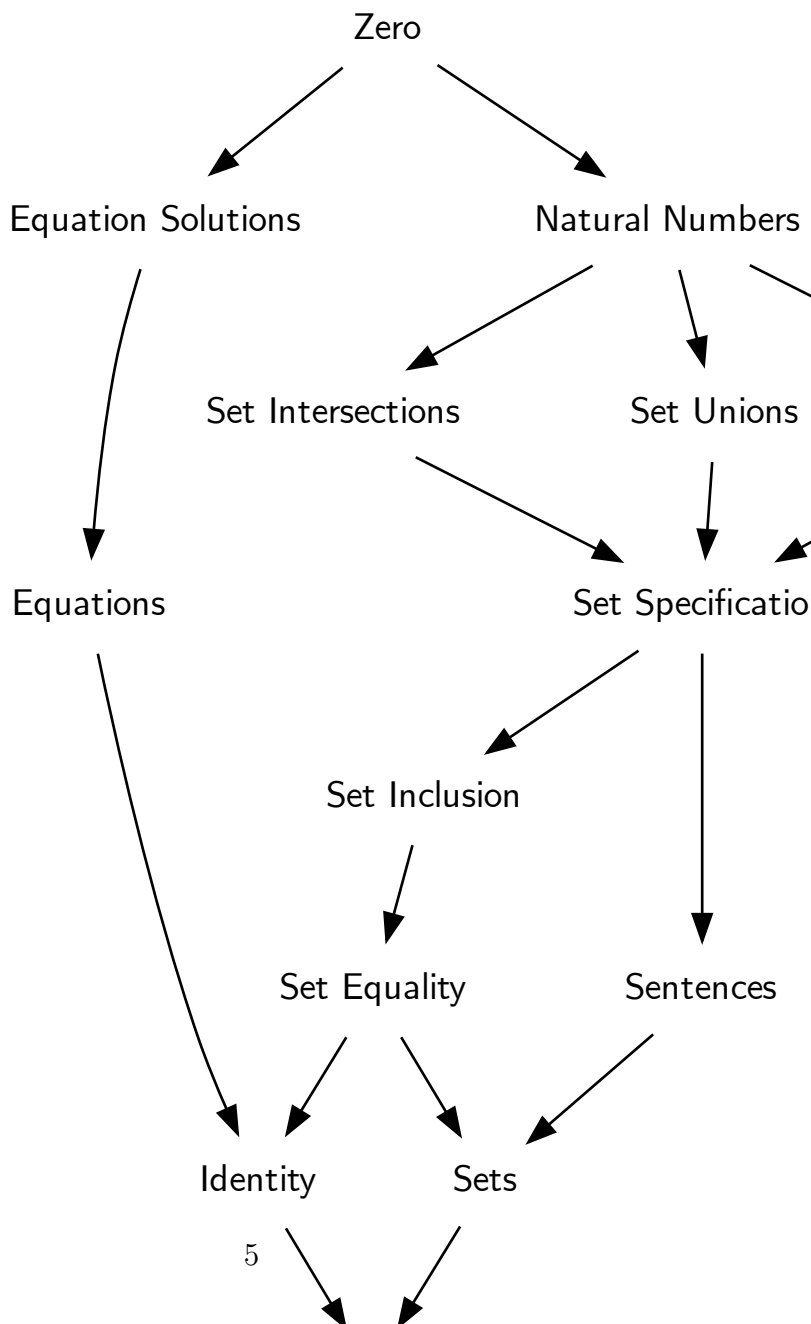 Zero
Equation Solutions
Natural Numbers
Set Intersections
Set Unions
Equations
Set Specificatio
Set Inclusion
Set Equality
Sentences
Identity
Sets
5